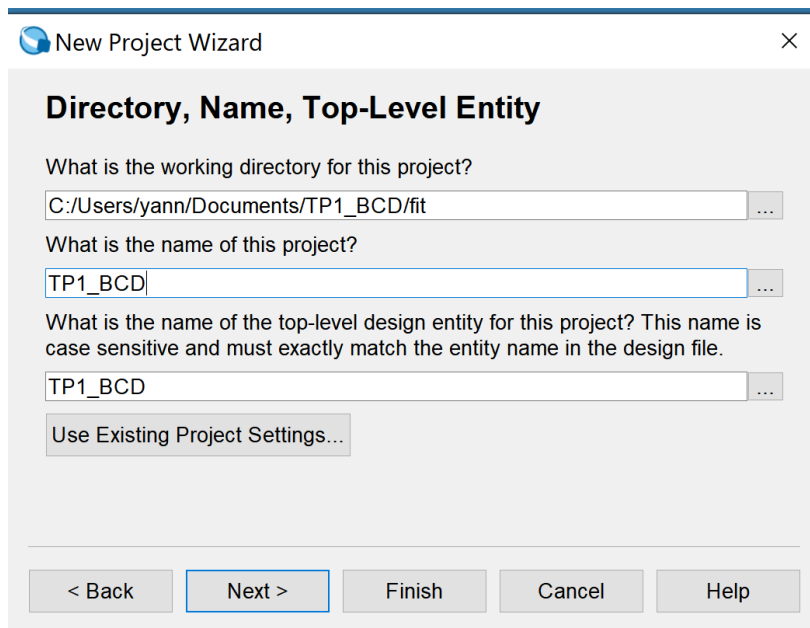 New Project Wizard
Directory, Name, Top-Level Entity
What is the working directory for this project?
C:/Users/yann/Documents/TP1_BCD/fit
...
What is the name of this project?
TP1_BCD
...
What is the name of the top-level design entity for this project? This name is
case sensitive and must exactly match the entity name in the design file.
TP1_BCD
...
Use Existing Project Settings...
< Back
Next >
Finish
Cancel
Help